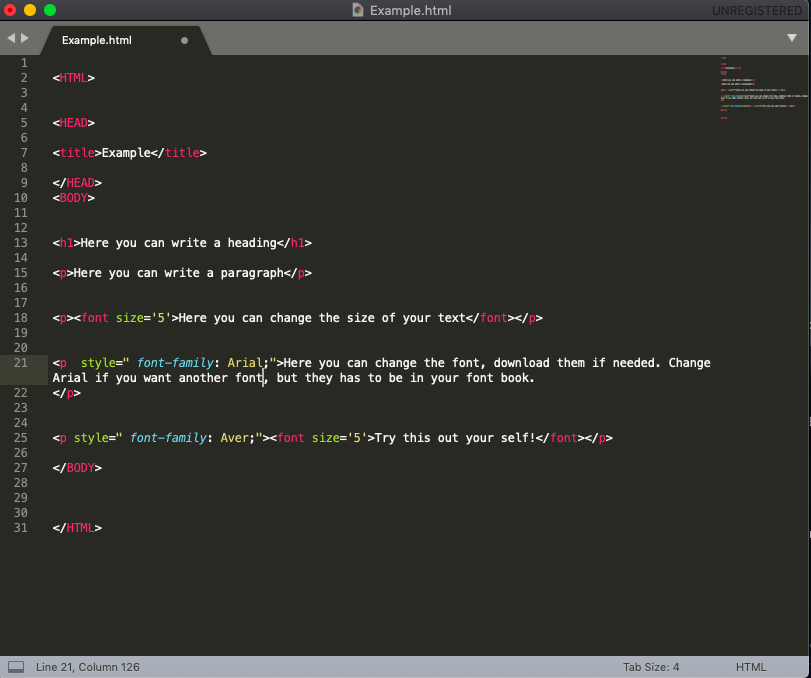 Example.html
UNREGISTERED
Example.html
1
2 <HTML>
3
4
5 <HEAD>
6
7 <title>Example</title>
8
9 </HEAD>
10 <BODY>
11
12
13 <h1>Here you can write a heading</h1>
14
15 <p>Here you can write a paragraph</p>
16
17
18 <p><font size='5'>Here you can change the size of your text</font></p>
19
20
21 <p  style=" font-family: Arial;">Here you can change the font, download them if needed. Change
Arial if you want another font, but they has to be in your font book.
22 </p>
23
24
25 <p style=" font-family: Aver;"><font size='5'>Try this out your self!</font></p>
26
27 </BODY>
28
29
30
31 </HTML>
Line 21, Column 126
Tab Size: 4
HTML